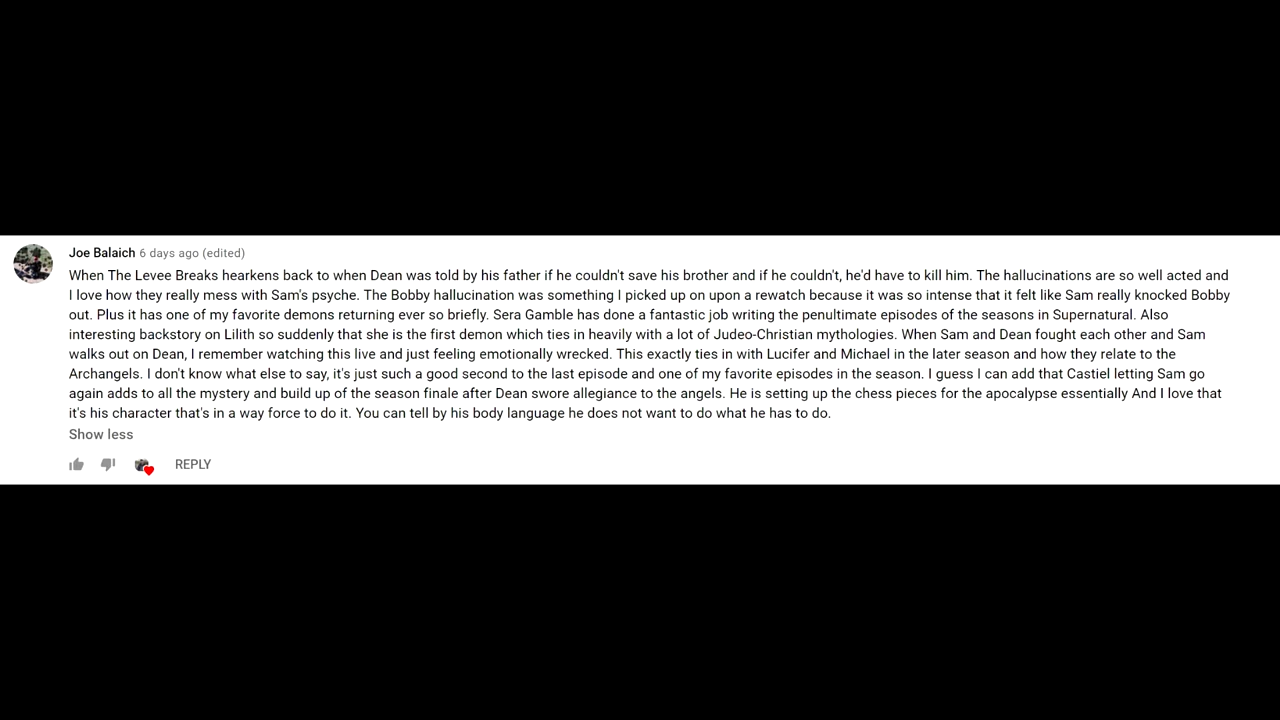 Joe Balaich 6 days ago (edited)
When The Levee Breaks hearkens back to when Dean was told by his father if he couldn't save his brother and if he couldn't, he'd have to kill him. The hallucinations are so well acted and
I love how they really mess with Sam's psyche. The Bobby hallucination was something I picked up on upon a rewatch because it was so intense that it felt like Sam really knocked Bobby
out. Plus it has one of my favorite demons returning ever so briefly. Sera Gamble has done a fantastic job writing the penultimate episodes of the seasons in Supernatural. Also
interesting backstory on Lilith so suddenly that she is the first demon which ties in heavily with a lot of Judeo-Christian mythologies. When Sam and Dean fought each other and Sam
walks out on Dean, I remember watching this live and just feeling emotionally wrecked. This exactly ties in with Lucifer and Michael in the later season and how they relate to the
Archangels. I don't know what else to say, it's just such a good second to the last episode and one of my favorite episodes in the season. I guess I can add that Castiel letting Sam go
again adds to all the mystery and build up of the season finale after Dean swore allegiance to the angels. He is setting up the chess pieces for the apocalypse essentially And I love that
it's his character that's in a way force to do it. You can tell by his body language he does not want to do what he has to do.
Show less
REPLY